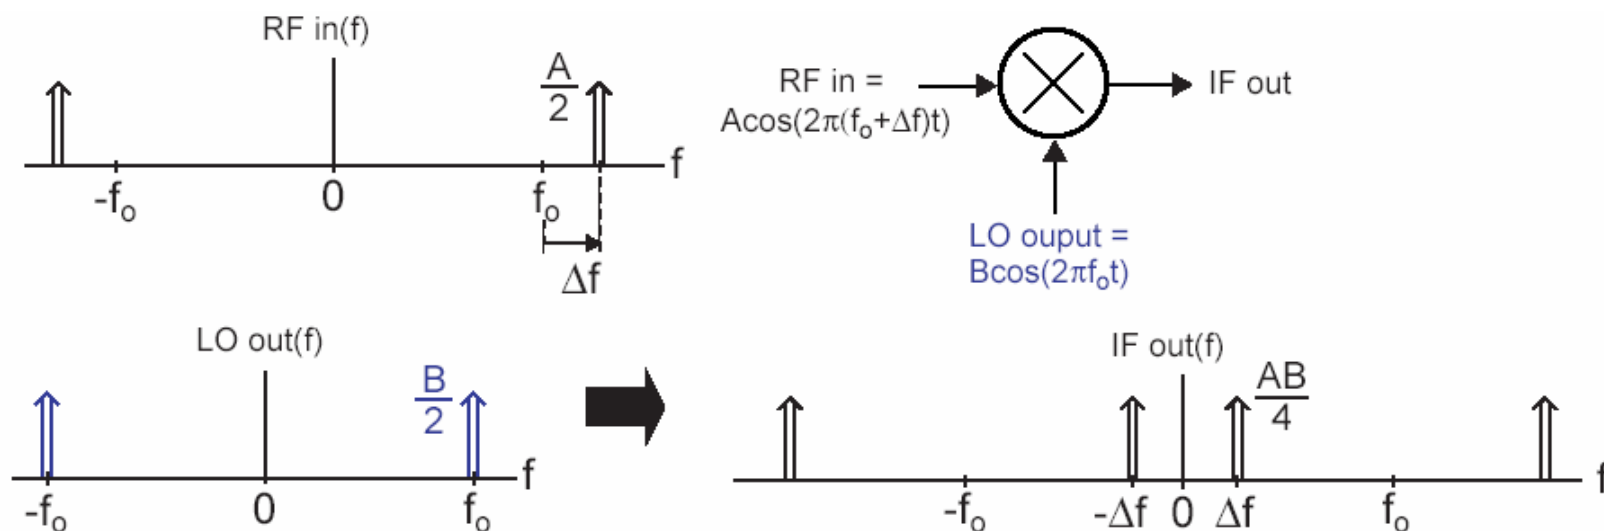 RF in(f)
A
2
f
-fo
0
fo
Δf
RF in =
Acos(2π(fo+Δf)t)
IF out
LO ouput =
Bcos(2πfot)
LO out(f)
B
2
f
-fo
0
fo
IF out(f)
AB
4
f
-fo
-Δf
0
Δf
fo